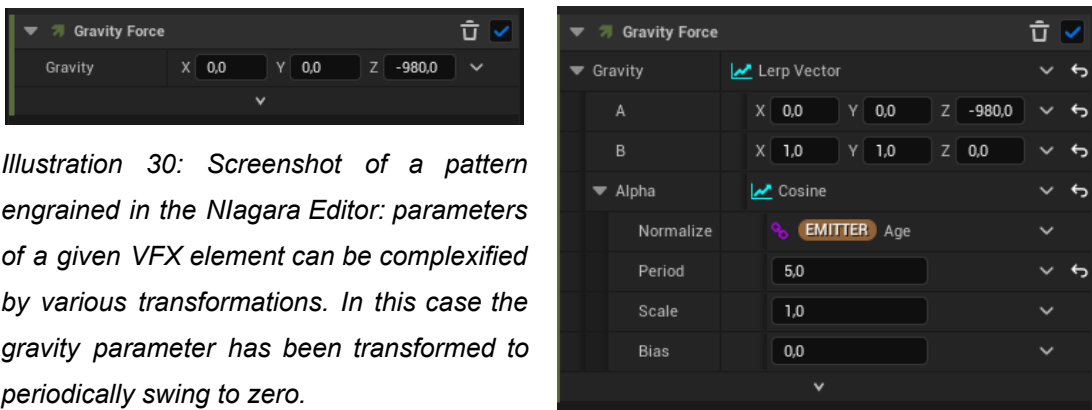 Gravity Force
Gravity X 0,0 Y 0,0 Z -980,0
Illustration 30: Screenshot of a pattern
engrained in the NIagara Editor: parameters
of a given VFX element can be complexified
by various transformations. In this case the
gravity parameter has been transformed to
periodically swing to zero.
Gravity Force
Gravity Lerp Vector
A X 0,0 Y 0,0 Z -980,0
B X 1,0 Y 1,0 Z 0,0
Alpha Cosine
Normalize EMITTER Age
Period 5,0
Scale 1,0
Bias 0,0